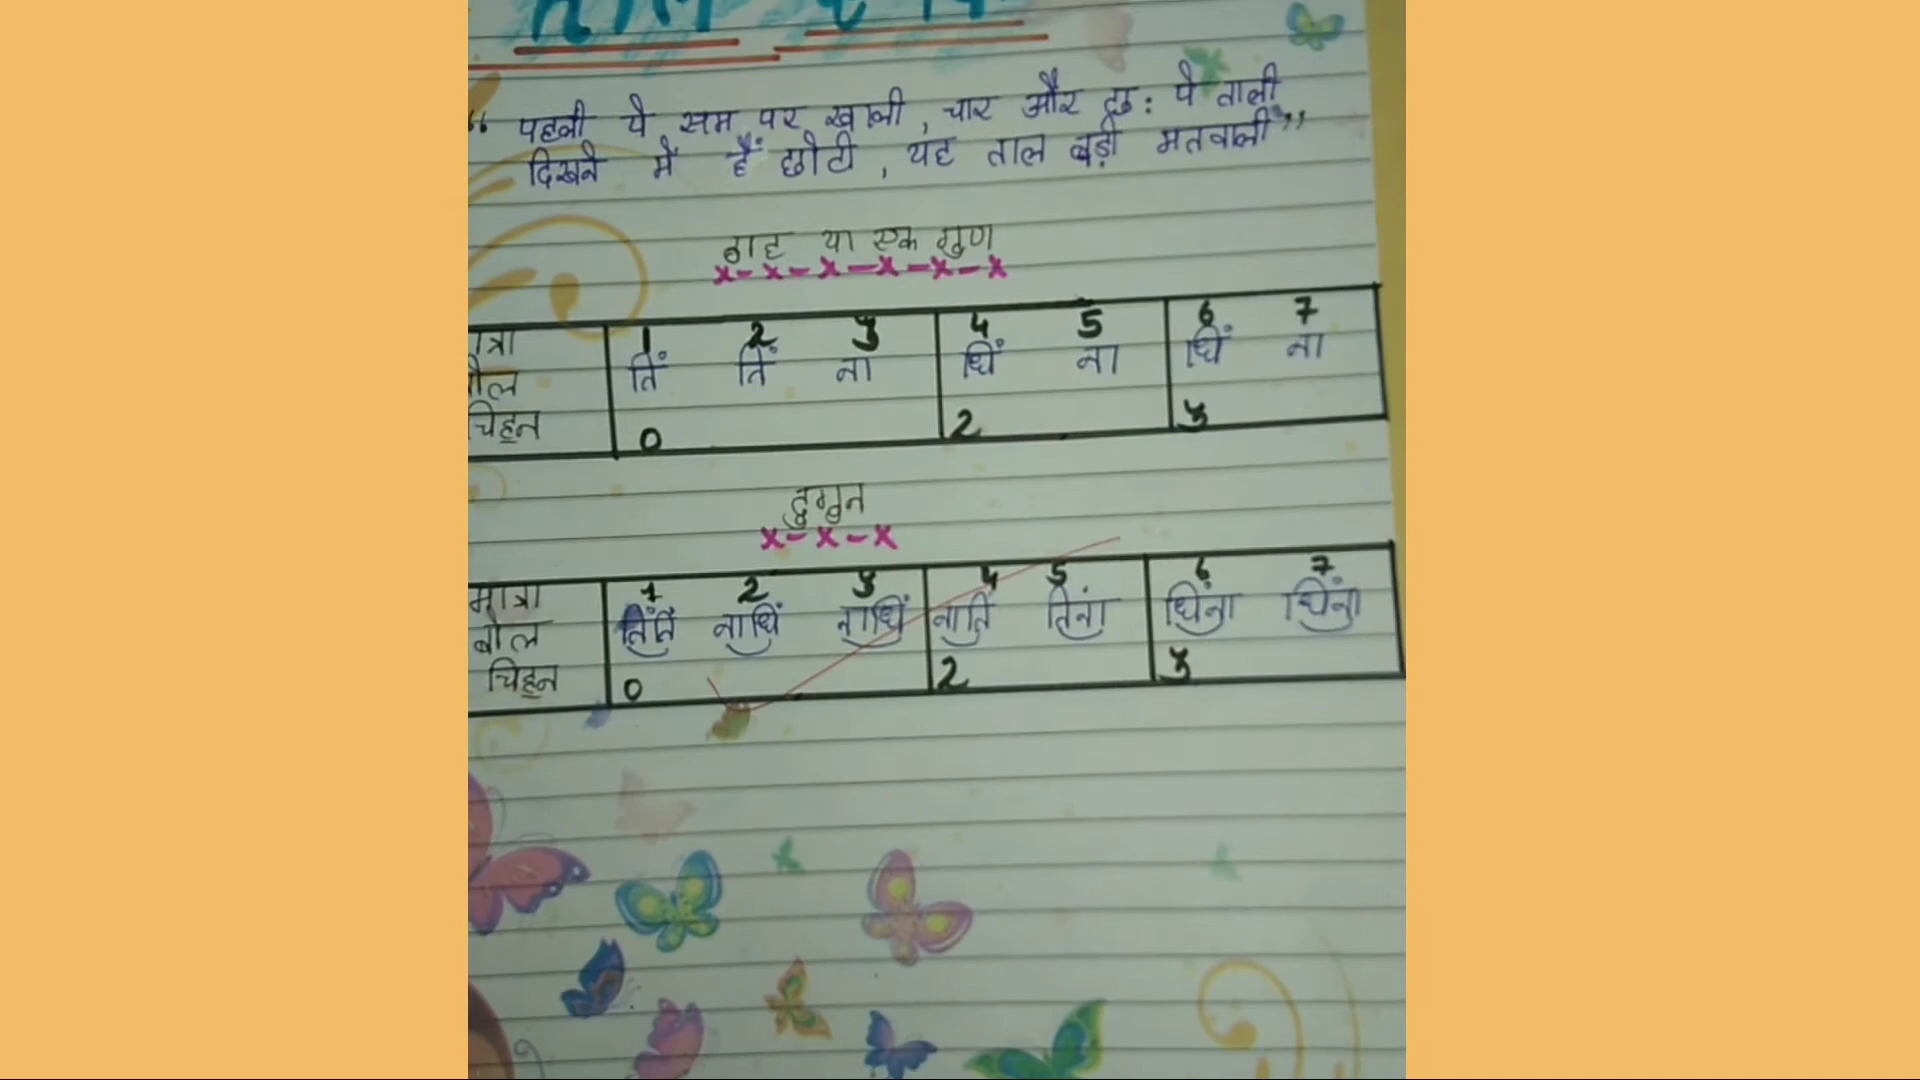 “ पहली ये सम पर खाली, चार और छ: पे ताली
दिखने में हैं छोटी, यह ताल बड़ी मतवाली”
ठाह या एक गुण
x-x-x-x-x-x
1 2 3 4 5 6 7
तिं तिं ना धिं ना धिं ना
चिह्न 0 2 3
दुगुन
x-x-x
मात्रा 1 2 3 4 5 6 7
बोल तिंतिं नाधिं नाधिं नातिं तिंना धिंना धिंना
चिह्न 0 2 3